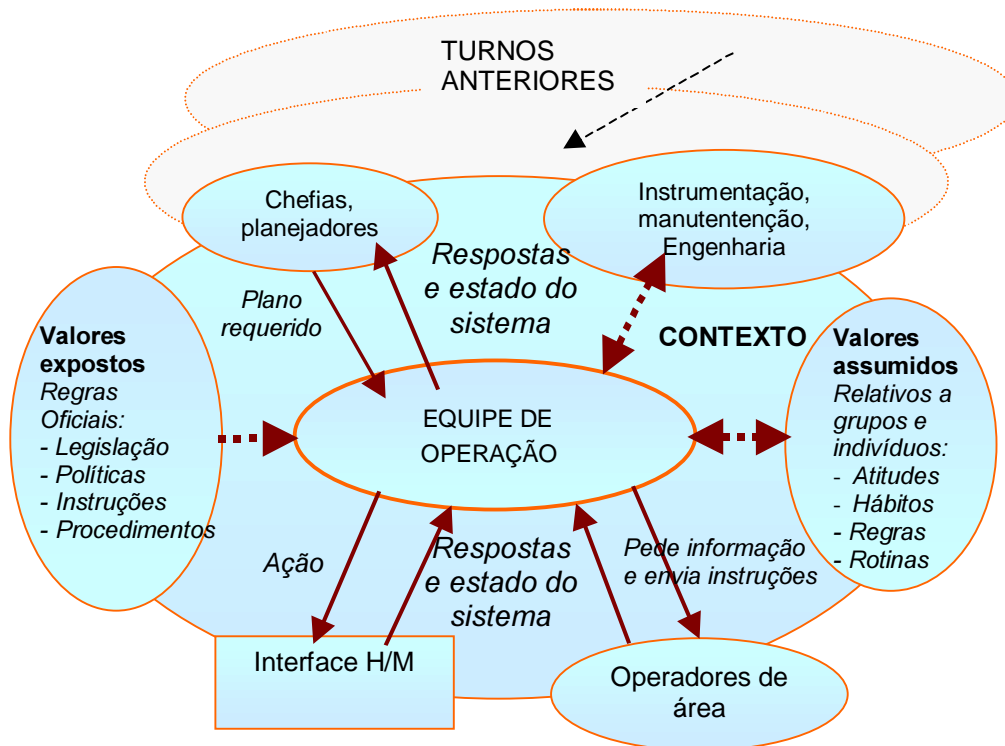 TURNOS
ANTERIORES
Chefias,
planejadores
Instrumentação,
manutentenção,
Engenharia
Respostas
e estado do
sistema
Plano
requerido
CONTEXTO
Valores
expostos
Regras
Oficiais:
- Legislação
- Políticas
- Instruções
- Procedimentos
Valores
assumidos
Relativos a
grupos e
indivíduos:
- Atitudes
- Hábitos
- Regras
- Rotinas
EQUIPE DE
OPERAÇÃO
Ação
Respostas
e estado do
sistema
Pede informação
e envia instruções
Interface H/M
Operadores de
área